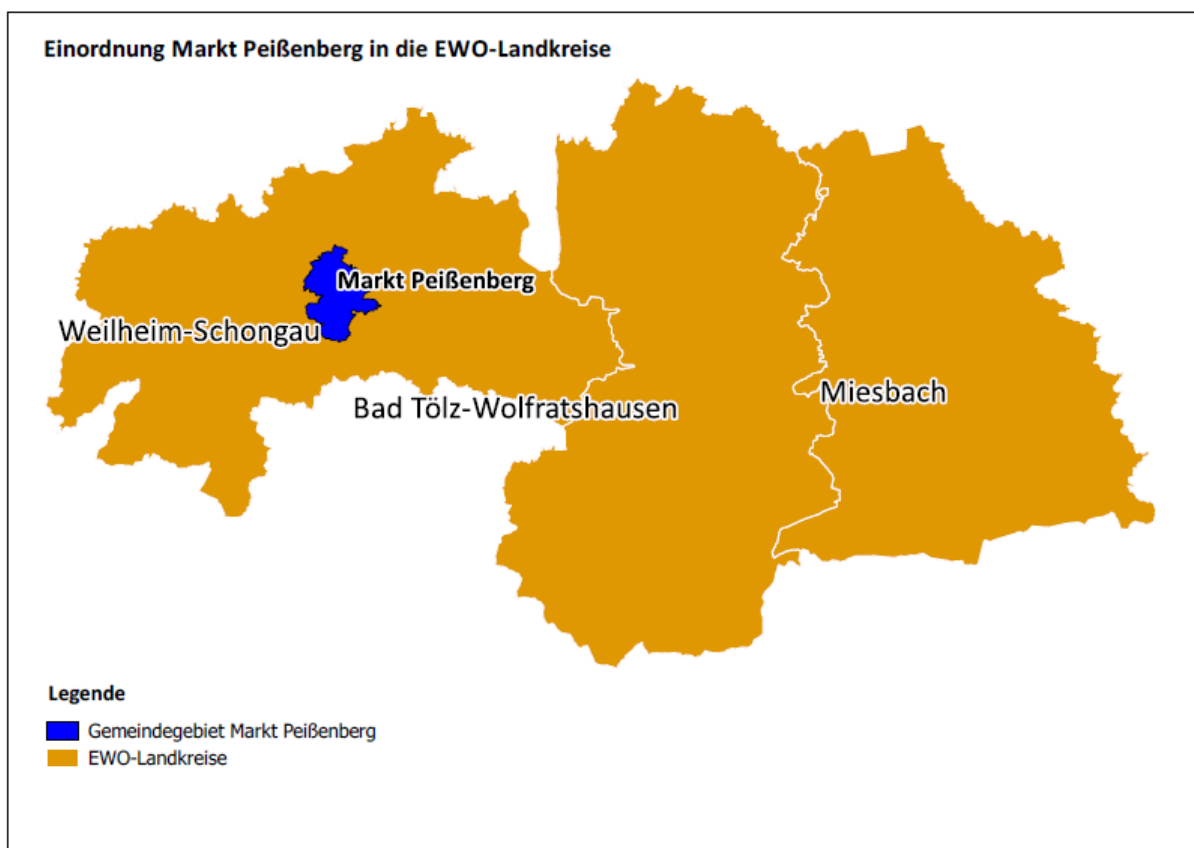 Einordnung Markt Peißenberg in die EWO-Landkreise
Markt Peißenberg
Weilheim-Schongau
Bad Tölz-Wolfratshausen
Miesbach
Legende
Gemeindegebiet Markt Peißenberg
EWO-Landkreise